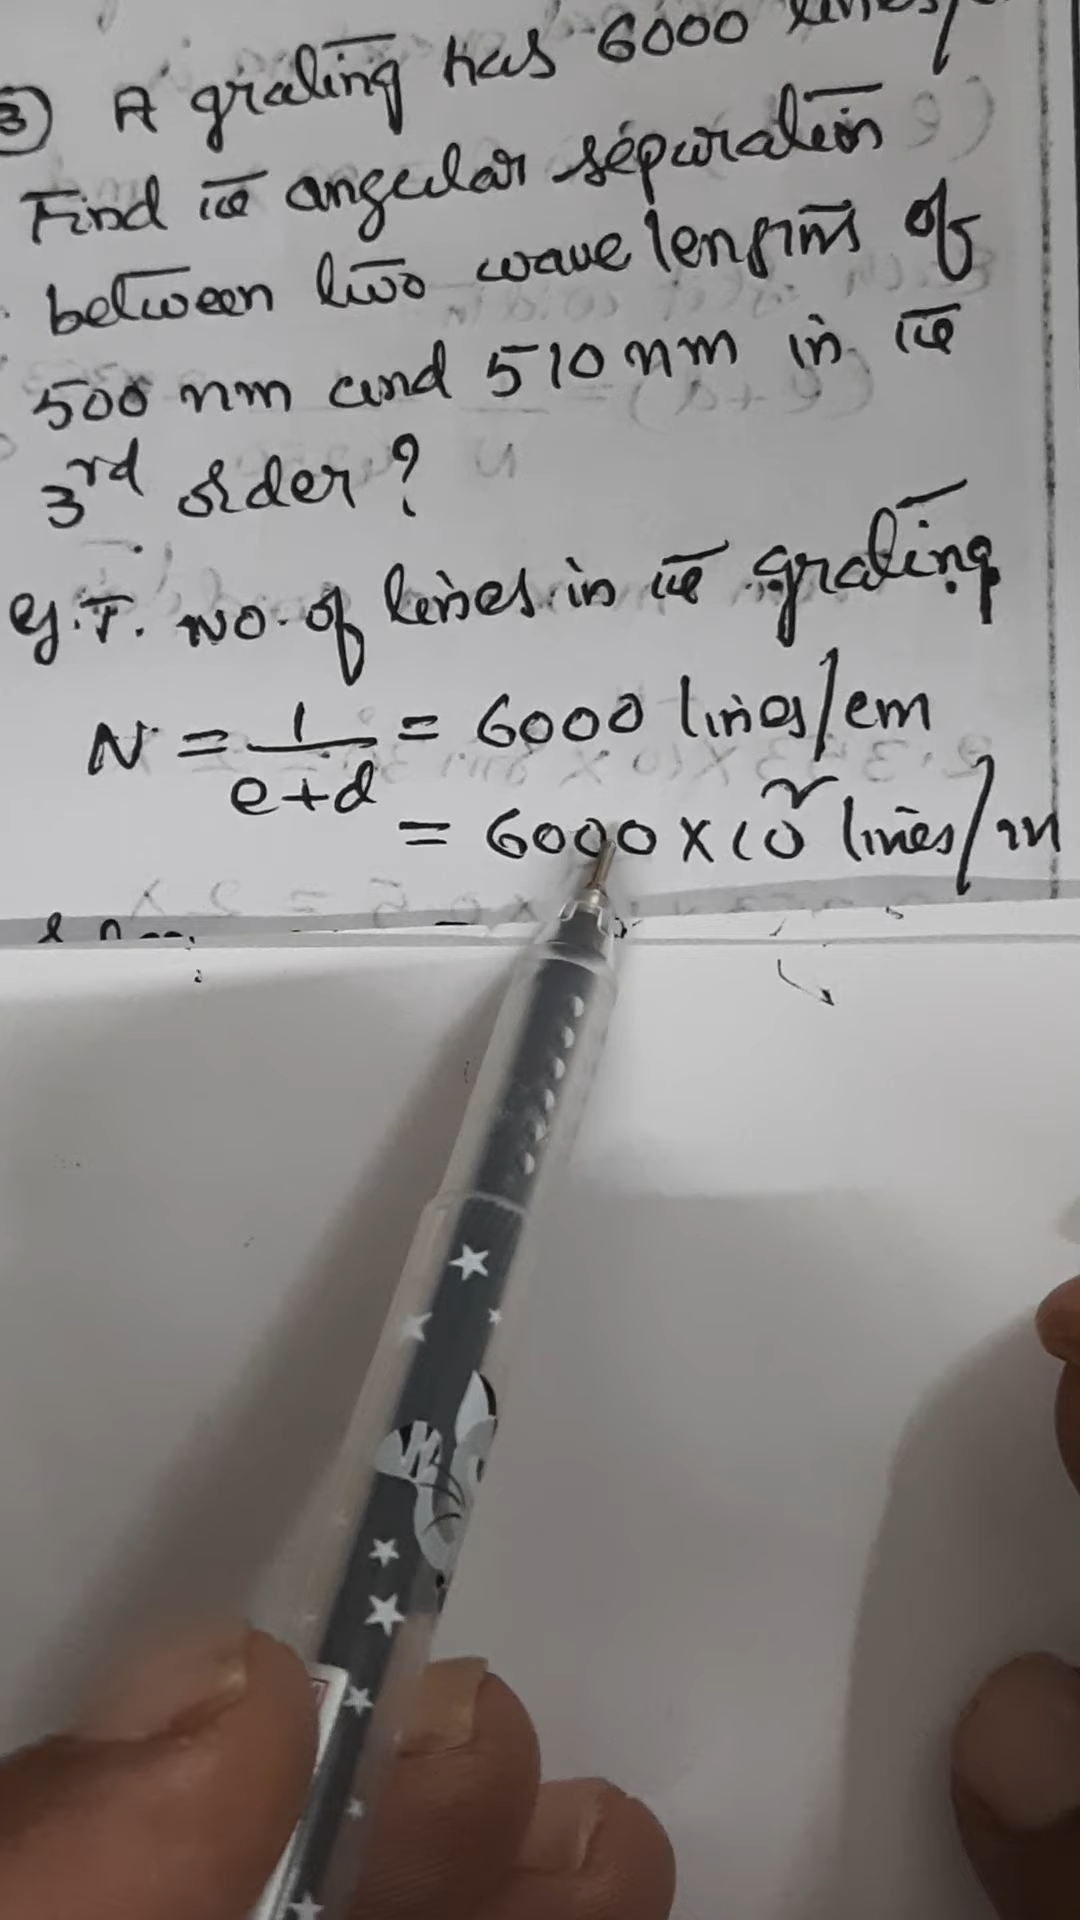 3) A grating has 6000 lines/
Find the angular separation
between two wave lengths of
500 nm and 510 nm in the
3rd order?
G.T. NO. of lines in the grating
N = 1/(e+d) = 6000 lines/cm
= 6000 × 10² lines/m